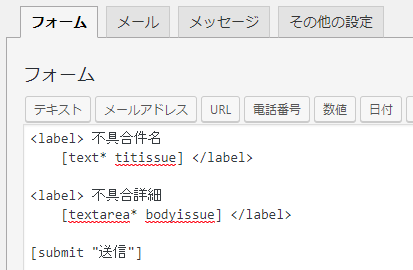 フォーム メール メッセージ その他の設定
フォーム
テキスト メールアドレス URL 電話番号 数値 日付
<label> 不具合件名
[text* titissue] </label>
<label> 不具合詳細
[textarea* bodyissue] </label>
[submit "送信"]